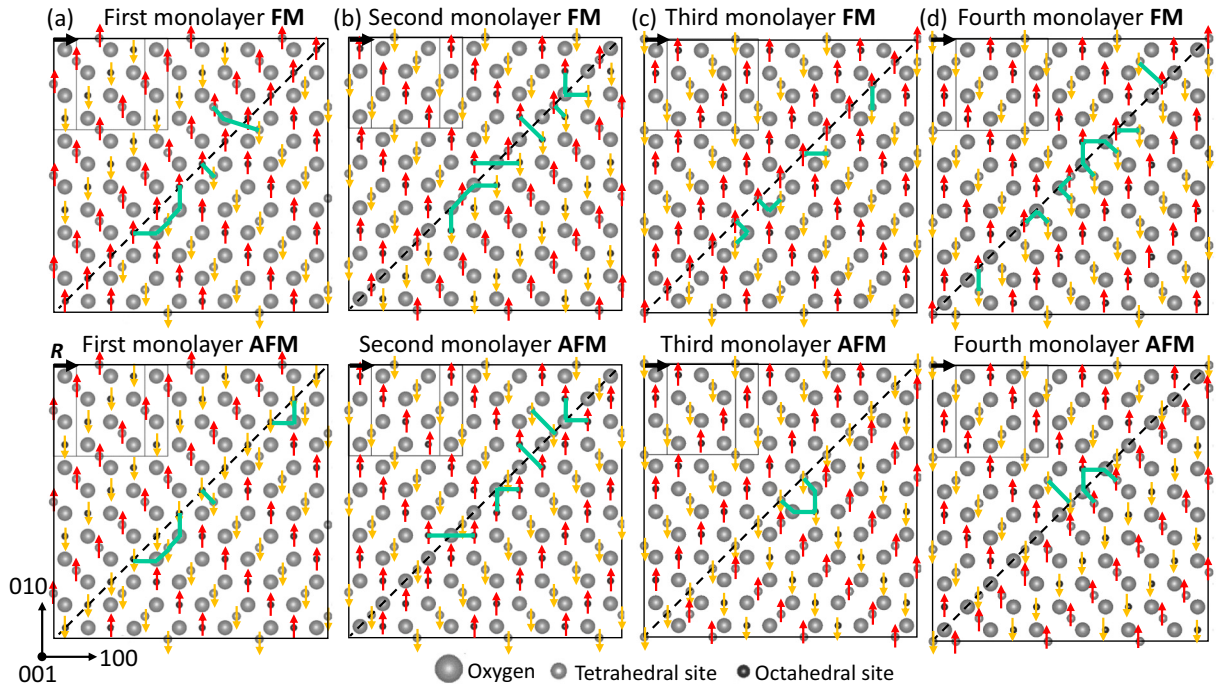 (a) First monolayer FM
(b) Second monolayer FM
(c) Third monolayer FM
(d) Fourth monolayer FM
R
First monolayer AFM
Second monolayer AFM
Third monolayer AFM
Fourth monolayer AFM
010
001
100
Oxygen
Tetrahedral site
Octahedral site